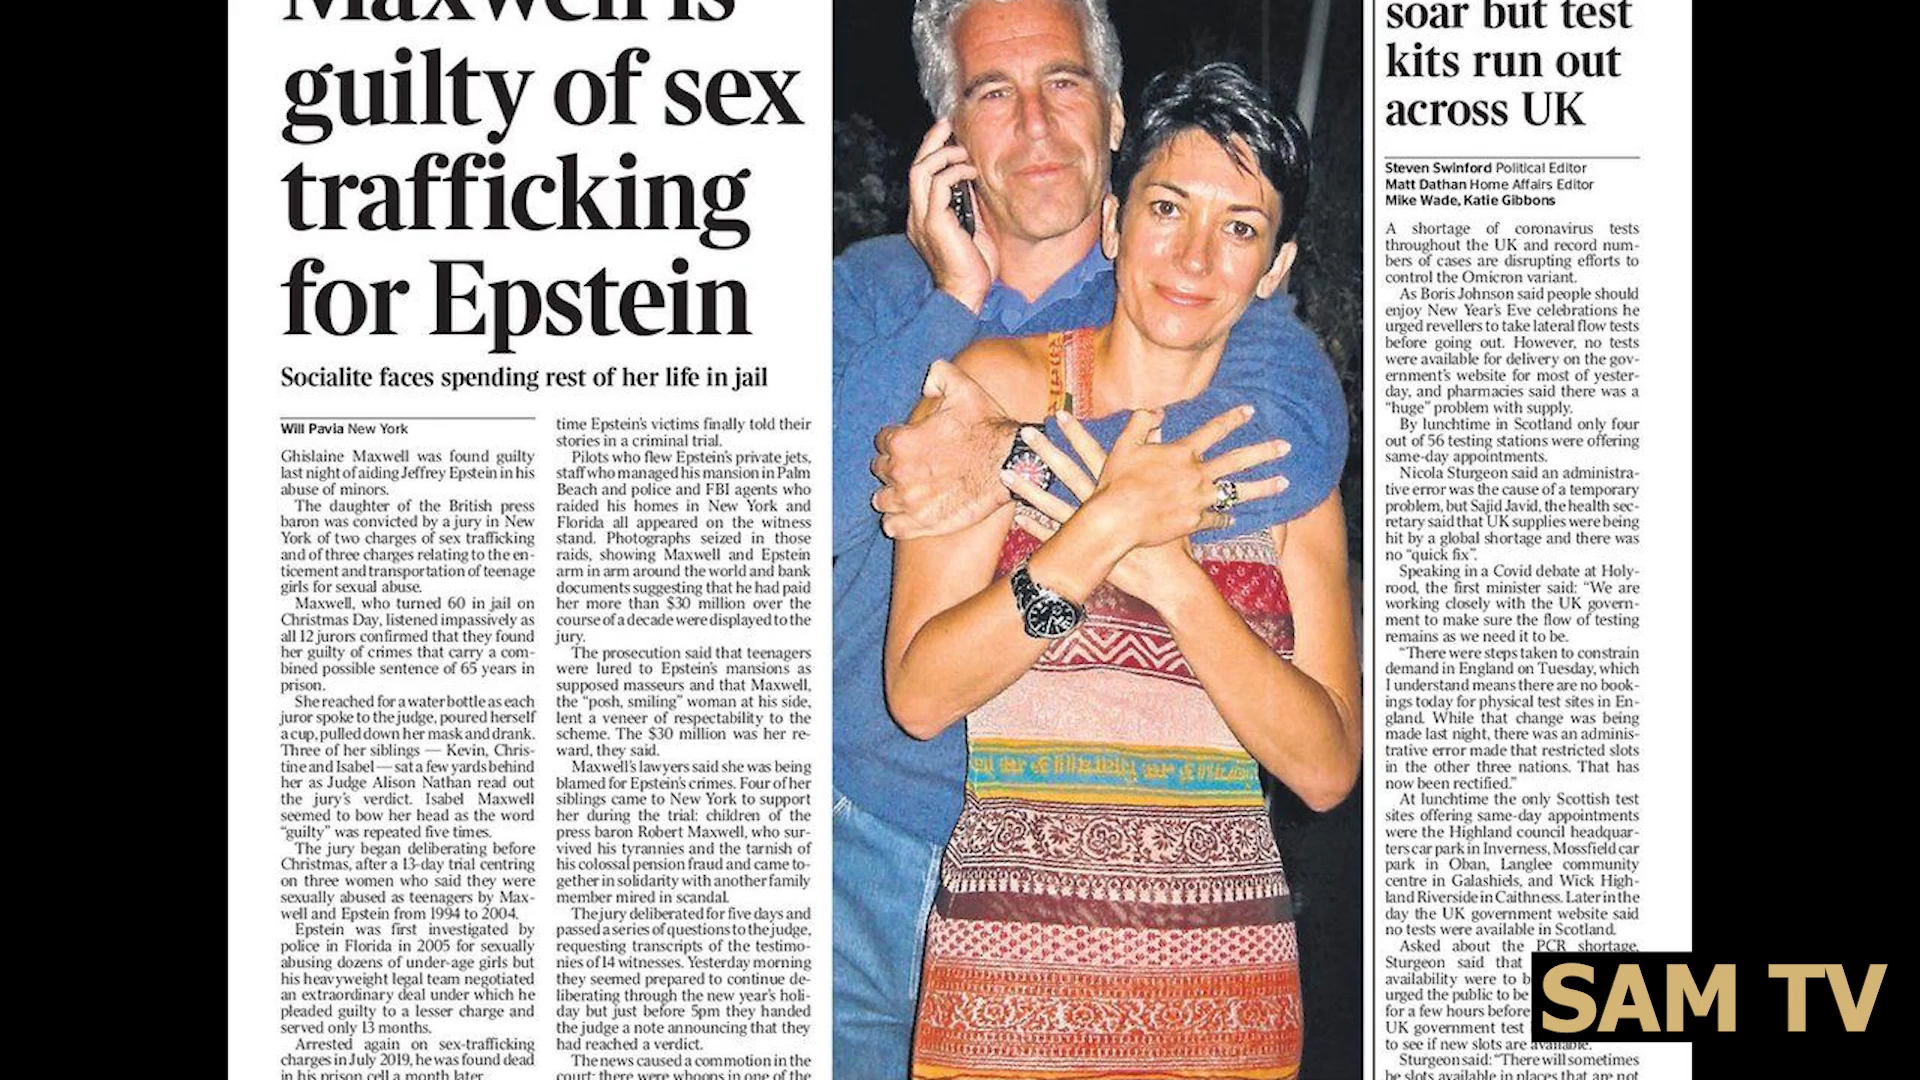 Maxwell is
guilty of sex
trafficking
for Epstein
Socialite faces spending rest of her life in jail
Will Pavia New York
Ghislaine Maxwell was found guilty
last night of aiding Jeffrey Epstein in his
abuse of minors.
The daughter of the British press
baron was convicted by a jury in New
York of two charges of sex trafficking
and of three charges relating to the en-
ticement and transportation of teenage
girls for sexual abuse.
Maxwell, who turned 60 in jail on
Christmas Day, listened impassively as
all 12 jurors confirmed that they found
her guilty of crimes that carry a com-
bined possible sentence of 65 years in
prison.
She reached for a water bottle as each
juror spoke to the judge, poured herself
a cup, pulled down her mask and drank.
Three of her siblings — Kevin, Chris-
tine and Isabel — sat a few yards behind
her as Judge Alison Nathan read out
the jury's verdict. Isabel Maxwell
seemed to bow her head as the word
“guilty” was repeated five times.
The jury began deliberating before
Christmas, after a 13-day trial centring
on three women who said they were
sexually abused as teenagers by Max-
well and Epstein from 1994 to 2004.
Epstein was first investigated by
police in Florida in 2005 for sexually
abusing dozens of under-age girls but
his heavyweight legal team negotiated
an extraordinary deal under which he
pleaded guilty to a lesser charge and
served only 13 months.
Arrested again on sex-trafficking
charges in July 2019, he was found dead
in his prison cell a month later.
time Epstein's victims finally told their
stories in a criminal trial.
Pilots who flew Epstein's private jets,
staff who managed his mansion in Palm
Beach and police and FBI agents who
raided his homes in New York and
Florida all appeared on the witness
stand. Photographs seized in those
raids, showing Maxwell and Epstein
arm in arm around the world and bank
documents suggesting that he had paid
her more than $30 million over the
course of a decade were displayed to the
jury.
The prosecution said that teenagers
were lured to Epstein's mansions as
supposed masseurs and that Maxwell,
the “posh, smiling” woman at his side,
lent a veneer of respectability to the
scheme. The $30 million was her re-
ward, they said.
Maxwell's lawyers said she was being
blamed for Epstein's crimes. Four of her
siblings came to New York to support
her during the trial: children of the
press baron Robert Maxwell, who sur-
vived his tyrannies and the tarnish of
his colossal pension fraud and came to-
gether in solidarity with another family
member mired in scandal.
The jury deliberated for five days and
passed a series of questions to the judge,
requesting transcripts of the testimo-
nies of 14 witnesses. Yesterday morning
they seemed prepared to continue de-
liberating through the new year's holi-
day but just before 5pm they handed
the judge a note announcing that they
had reached a verdict.
The news caused a commotion in the
court: there were whoops in one of the
soar but test
kits run out
across UK
Steven Swinford Political Editor
Matt Dathan Home Affairs Editor
Mike Wade, Katie Gibbons
A shortage of coronavirus tests
throughout the UK and record num-
bers of cases are disrupting efforts to
control the Omicron variant.
As Boris Johnson said people should
enjoy New Year's Eve celebrations he
urged revellers to take lateral flow tests
before going out. However, no tests
were available for delivery on the gov-
ernment's website for most of yester-
day, and pharmacies said there was a
“huge” problem with supply.
By lunchtime in Scotland only four
out of 56 testing stations were offering
same-day appointments.
Nicola Sturgeon said an administra-
tive error was the cause of a temporary
problem, but Sajid Javid, the health sec-
retary said that UK supplies were being
hit by a global shortage and there was
no “quick fix”.
Speaking in a Covid debate at Holy-
rood, the first minister said: “We are
working closely with the UK govern-
ment to make sure the flow of testing
remains as we need it to be.
“There were steps taken to constrain
demand in England on Tuesday, which
I understand means there are no book-
ings today for physical test sites in En-
gland. While that change was being
made last night, there was an adminis-
trative error made that restricted slots
in the other three nations. That has
now been rectified.”
At lunchtime the only Scottish test
sites offering same-day appointments
were the Highland council headquar-
ters car park in Inverness, Mossfield car
park in Oban, Langlee community
centre in Galashiels, and Wick High-
land Riverside in Caithness. Later in the
day the UK government website said
no tests were available in Scotland.
Asked about the PCR shortage,
Sturgeon said that
availability were to b
urged the public to be
for a few hours before
UK government test
to see if new slots are available.
Sturgeon said: “There will sometimes
be slots available in places that are not
SAM TV